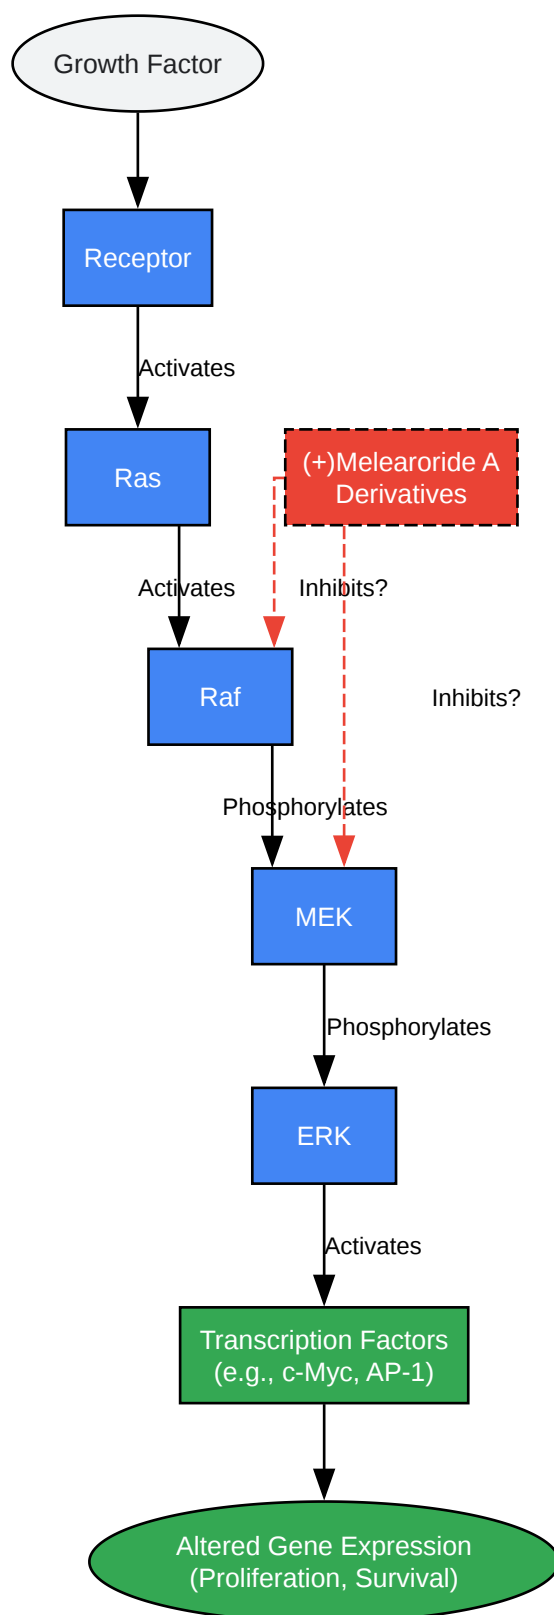 Growth Factor
Receptor
Activates
Ras
(+)Melearoride A
Derivatives
Activates
Inhibits?
Raf
Inhibits?
Phosphorylates
MEK
Phosphorylates
ERK
Activates
Transcription Factors
(e.g., c-Myc, AP-1)
Altered Gene Expression
(Proliferation, Survival)